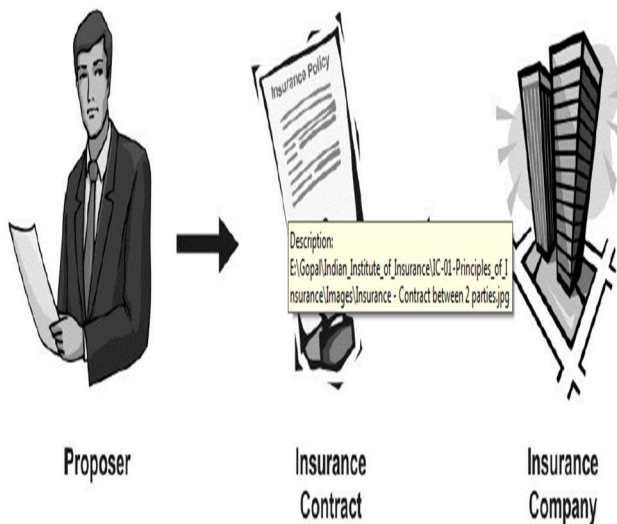 Insurance Policy
Description:
E:\Gopal\Indian_Institute_of_Insurance\IC-01-Principles_of_I
nsurance\Images\Insurance - Contract between 2 parties.jpg
Proposer
Insurance
Contract
Insurance
Company